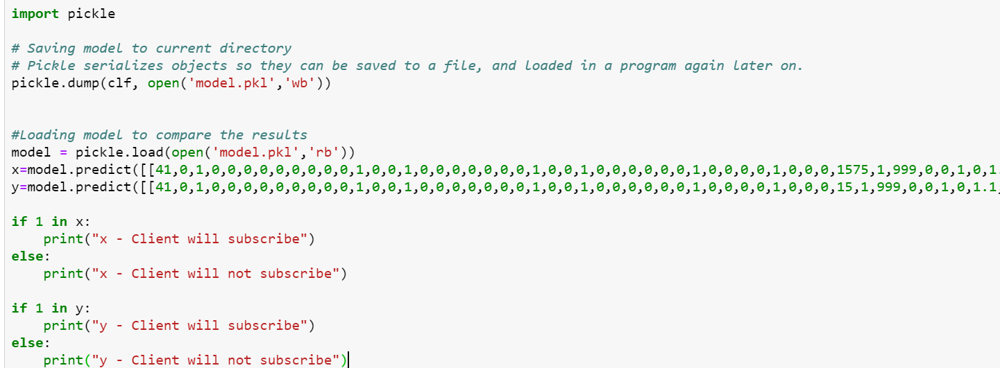 import pickle
# Saving model to current directory
# Pickle serializes objects so they can be saved to a file, and loaded in a program again later on.
pickle.dump(clf, open('model.pkl','wb'))
#Loading model to compare the results
model = pickle.load(open('model.pkl','rb'))
x=model.predict([[41,0,1,0,0,0,0,0,0,0,0,0,1,0,0,1,0,0,0,0,0,0,0,1,0,0,1,0,0,0,0,0,0,1,0,0,0,0,1,0,0,0,1575,1,999,0,0,1,0,1
y=model.predict([[41,0,1,0,0,0,0,0,0,0,0,0,1,0,0,1,0,0,0,0,0,0,0,1,0,0,1,0,0,0,0,0,0,1,0,0,0,0,1,0,0,0,15,1,999,0,0,1,0,1.1,
if 1 in x:
    print("x - Client will subscribe")
else:
    print("x - Client will not subscribe")
if 1 in y:
    print("y - Client will subscribe")
else:
    print("y - Client will not subscribe")